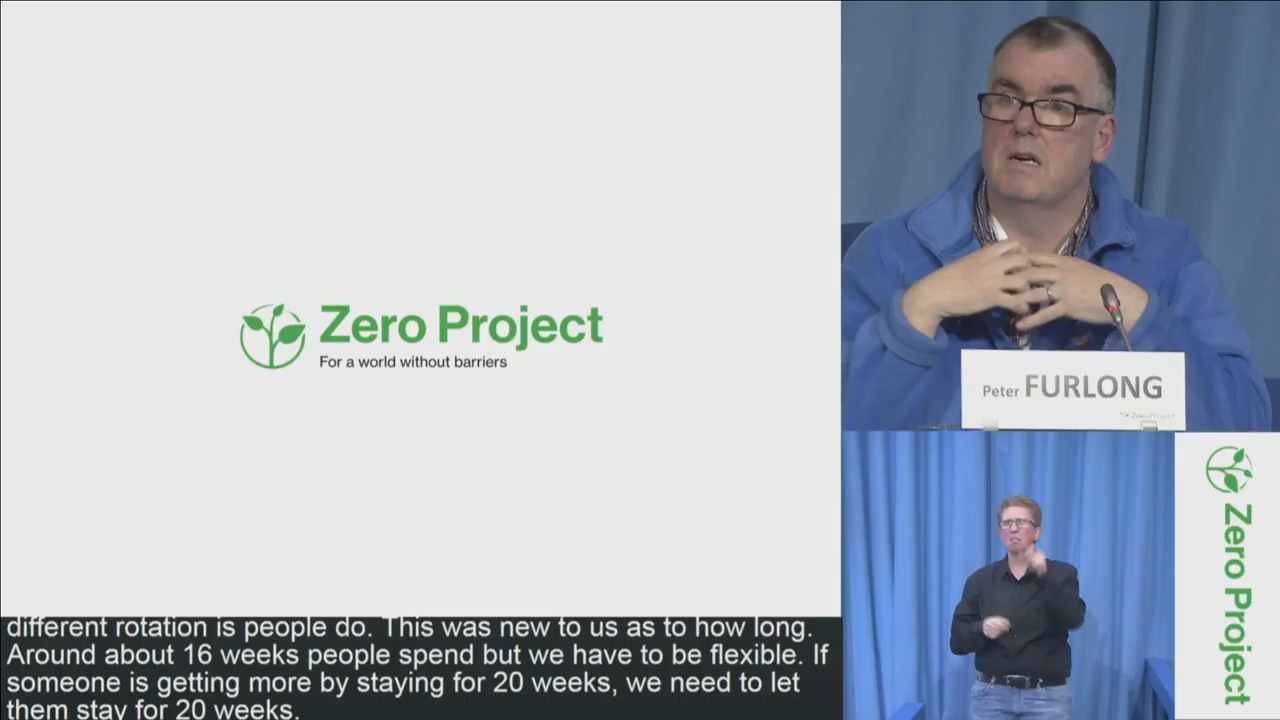 Zero Project
For a world without barriers
Peter FURLONG
Zero Project
Zero Project
different rotation is people do. This was new to us as to how long.
Around about 16 weeks people spend but we have to be flexible. If
someone is getting more by staying for 20 weeks, we need to let
them stay for 20 weeks.